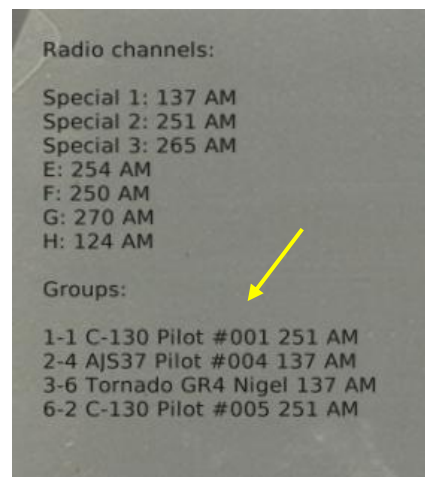 Radio channels:
Special 1: 137 AM
Special 2: 251 AM
Special 3: 265 AM
E: 254 AM
F: 250 AM
G: 270 AM
H: 124 AM
Groups:
1-1 C-130 Pilot #001 251 AM
2-4 AJS37 Pilot #004 137 AM
3-6 Tornado GR4 Nigel 137 AM
6-2 C-130 Pilot #005 251 AM